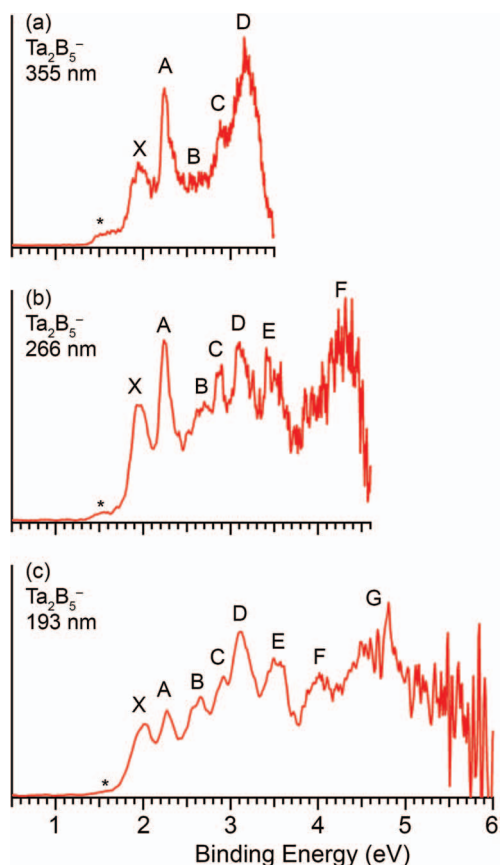 (a)
Ta₂B₅⁻
355 nm
X
A
B
C
D
*
(b)
Ta₂B₅⁻
266 nm
X
A
B
C
D
E
F
*
(c)
Ta₂B₅⁻
193 nm
X
A
B
C
D
E
F
G
*
1 2 3 4 5 6
Binding Energy (eV)